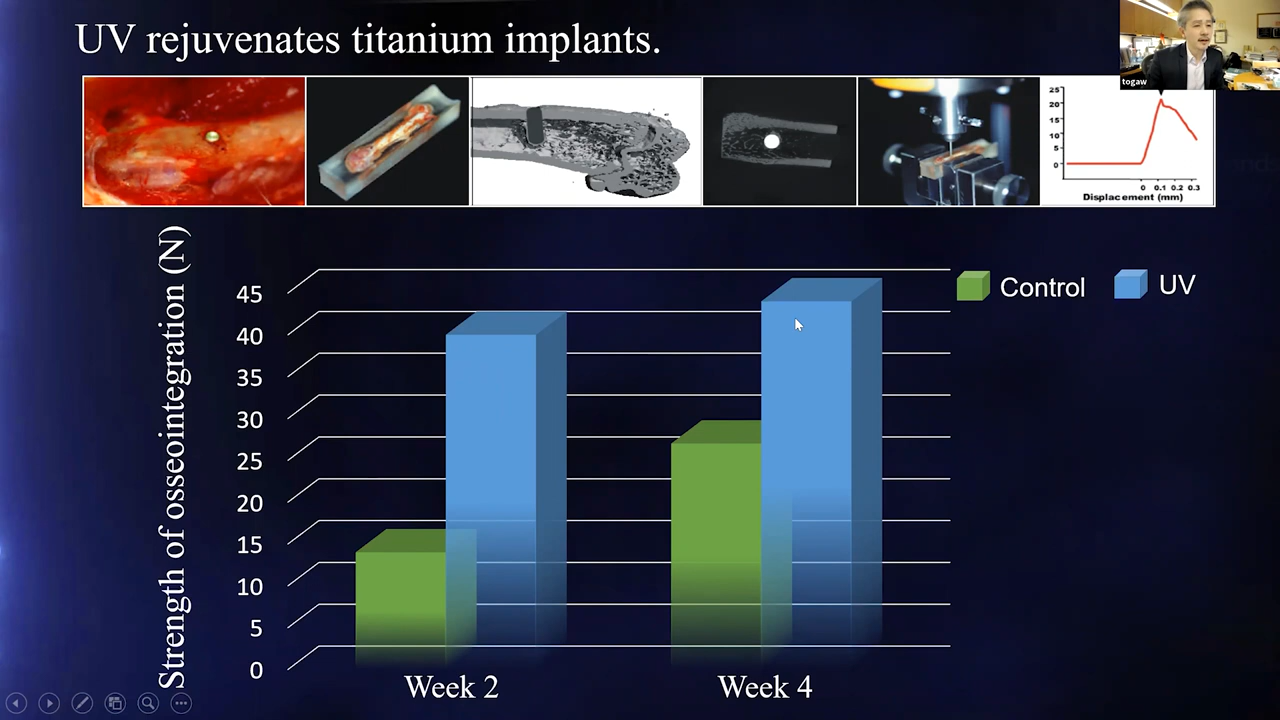 UV rejuvenates titanium implants.
togaw
25
20
15
10
5
0
0 0.1 0.2 0.3
Displacement (mm)
Strength of osseointegration (N)
45
40
35
30
25
20
15
10
5
0
Control UV
Week 2 Week 4